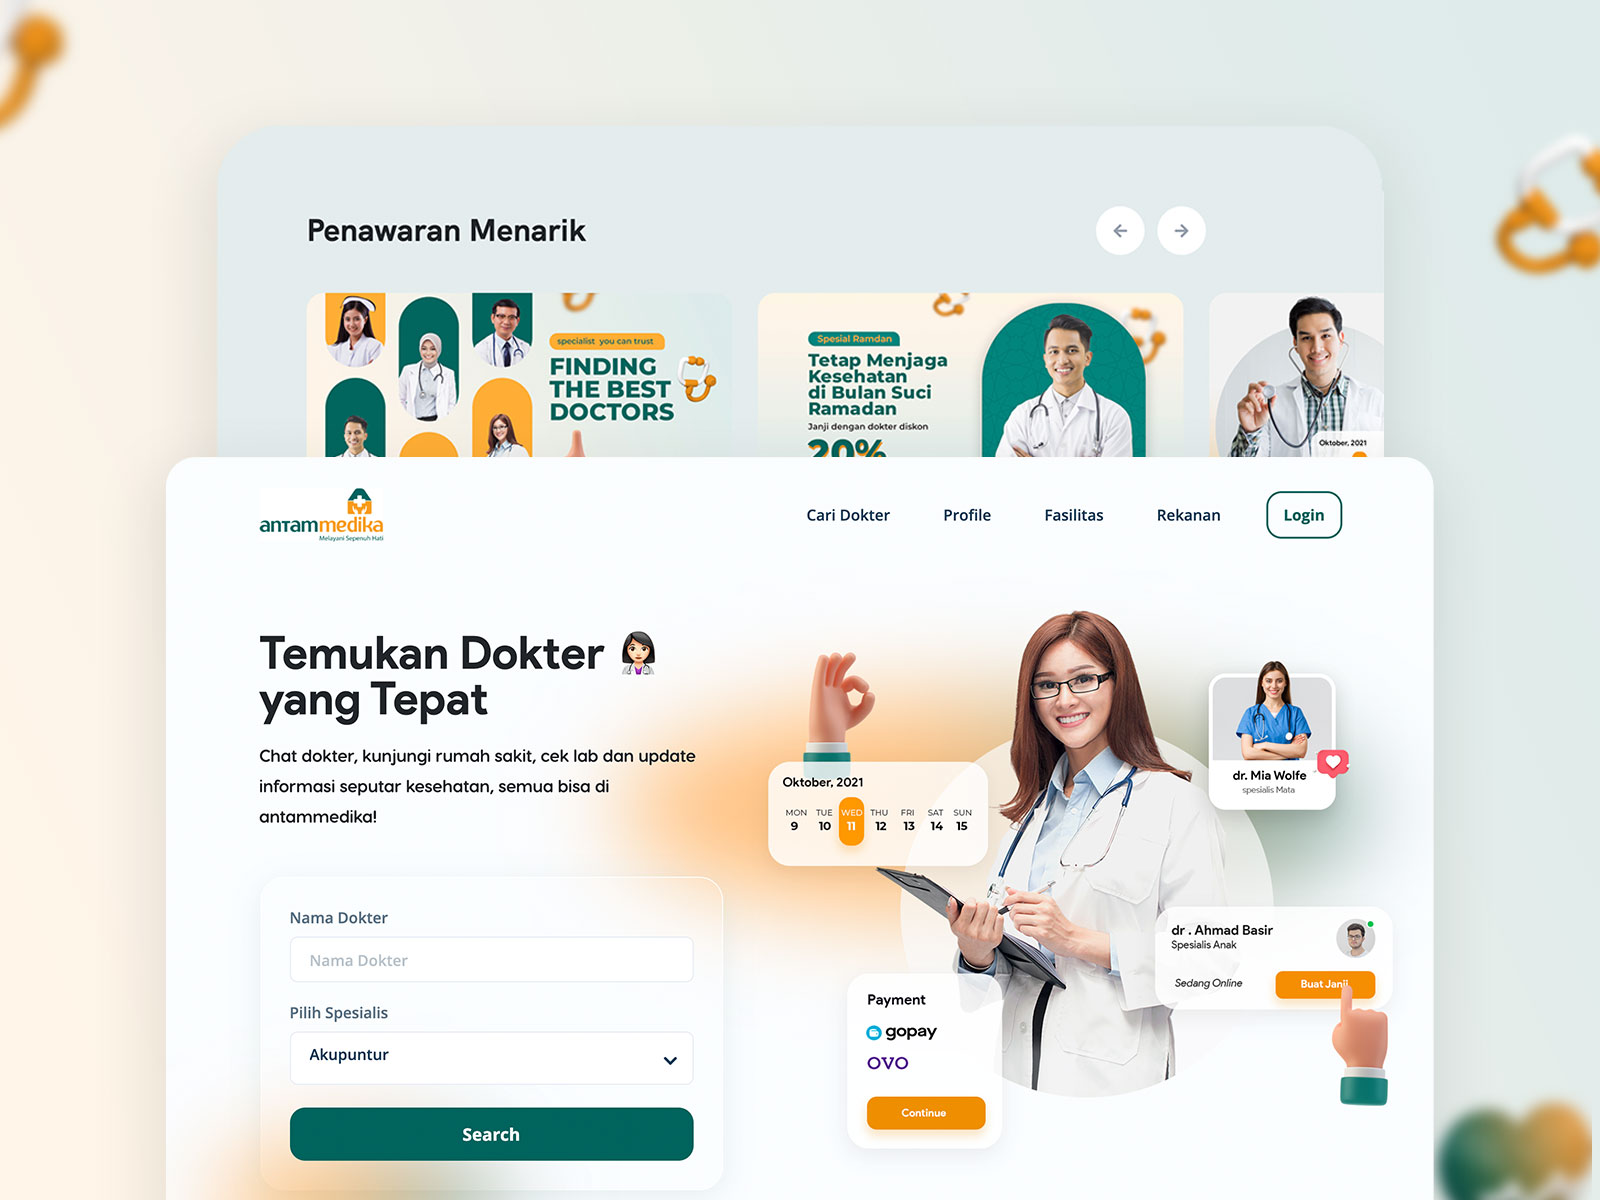 Penawaran Menarik
specialist you can trust
FINDING
THE BEST
DOCTORS
Spesial Ramdan
Tetap Menjaga
Kesehatan
di Bulan Suci
Ramadan
Janji dengan dokter diskon
20%
Oktober, 2021
antammedika
Melayani Sepenuh Hati
Cari Dokter
Profile
Fasilitas
Rekanan
Login
Temukan Dokter
yang Tepat
Chat dokter, kunjungi rumah sakit, cek lab dan update
informasi seputar kesehatan, semua bisa di
antammedika!
Nama Dokter
Nama Dokter
Pilih Spesialis
Akupuntur
Search
Oktober, 2021
MON TUE WED THU FRI SAT SUN
9 10 11 12 13 14 15
dr. Mia Wolfe
spesialis Mata
dr . Ahmad Basir
Spesialis Anak
Sedang Online
Buat Janji
Payment
gopay
OVO
Continue